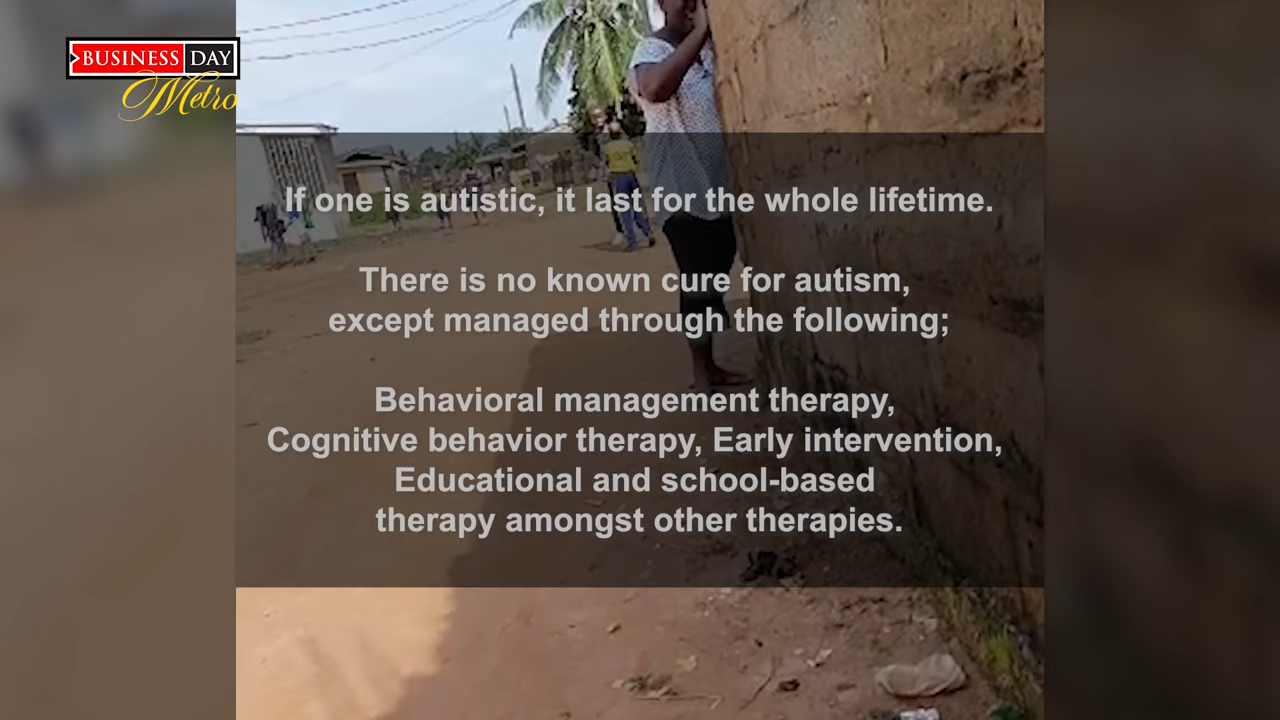 BUSINESS DAY
Metro
If one is autistic, it last for the whole lifetime.
There is no known cure for autism,
except managed through the following;
Behavioral management therapy,
Cognitive behavior therapy, Early intervention,
Educational and school-based
therapy amongst other therapies.